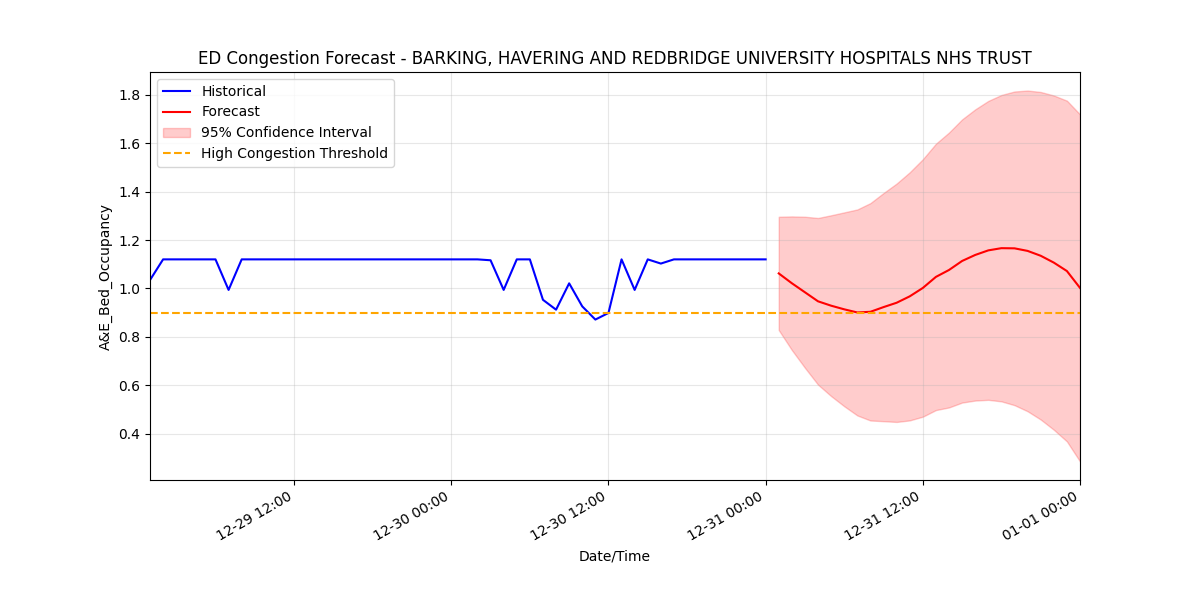 ED Congestion Forecast - BARKING, HAVERING AND REDBRIDGE UNIVERSITY HOSPITALS NHS TRUST
Historical
Forecast
95% Confidence Interval
High Congestion Threshold
A&E_Bed_Occupancy
1.8
1.6
1.4
1.2
1.0
0.8
0.6
0.4
12-29 12:00
12-30 00:00
12-30 12:00
12-31 00:00
12-31 12:00
01-01 00:00
Date/Time